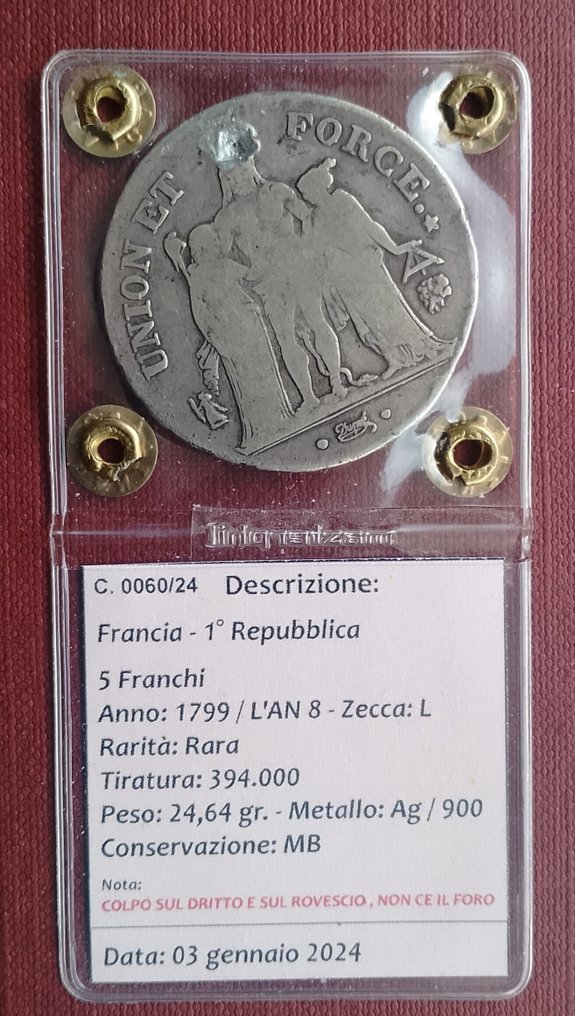 UNION ET FORCE.*
Dupré
C. 0060/24 Descrizione:
Francia - 1° Repubblica
5 Franchi
Anno: 1799 / L'AN 8 - Zecca: L
Rarità: Rara
Tiratura: 394.000
Peso: 24,64 gr. - Metallo: Ag / 900
Conservazione: MB
Nota:
COLPO SUL DRITTO E SUL ROVESCIO, NON CE IL FORO
Data: 03 gennaio 2024